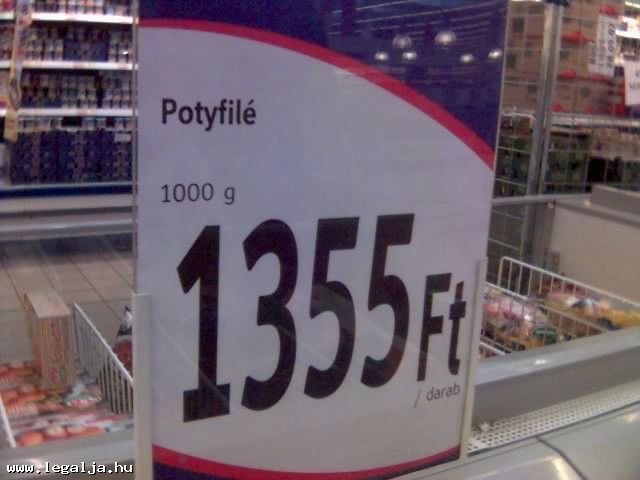 Potyfilé
1000 g
1355 Ft
/ darab
www.legalja.hu